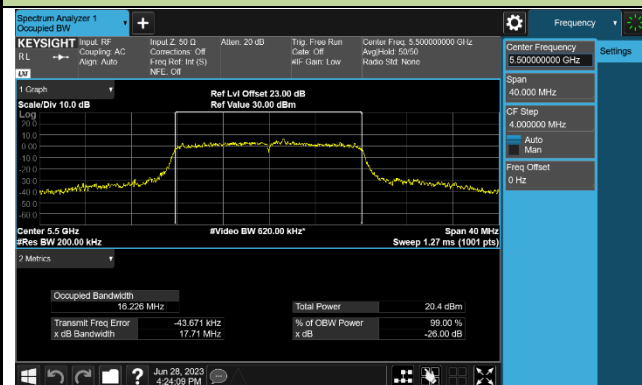 Spectrum Analyzer 1
Occupied BW
Frequency
KEYSIGHT
RL
LXI
Input: RF
Coupling: AC
Align: Auto
Input Z: 50 Ω
Corrections: Off
Freq Ref: Int (S)
NFE: Off
Atten: 20 dB
Trig: Free Run
Gate: Off
#IF Gain: Low
Center Freq: 5.500000000 GHz
Avg|Hold: 50/50
Radio Std: None
Center Frequency
5.500000000 GHz
Settings
Span
40.000 MHz
CF Step
4.000000 MHz
Auto
Man
Freq Offset
0 Hz
1 Graph
Scale/Div 10.0 dB
Ref Lvl Offset 23.00 dB
Ref Value 30.00 dBm
Log
20.0
10.0
0.00
-10.0
-20.0
-30.0
-40.0
-50.0
-60.0
Center 5.5 GHz
#Res BW 200.00 kHz
#Video BW 620.00 kHz*
Span 40 MHz
Sweep 1.27 ms (1001 pts)
2 Metrics
Occupied Bandwidth
16.226 MHz
Total Power 20.4 dBm
Transmit Freq Error -43.671 kHz
% of OBW Power 99.00 %
x dB Bandwidth 17.71 MHz
x dB -26.00 dB
?
Jun 28, 2023
4:24:09 PM